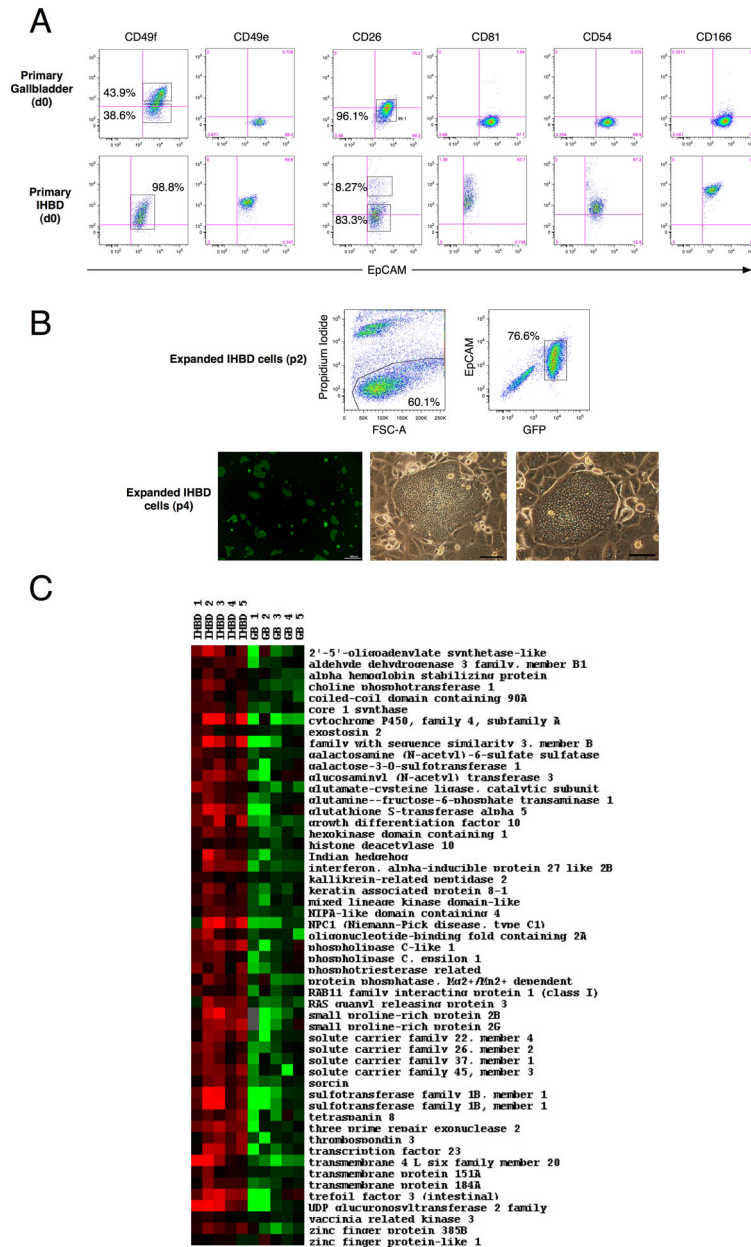 A
CD49f CD49e CD26 CD81 CD54 CD166
Primary Gallbladder (d0)
43.9%
38.6%
96.1%
Primary IHBD (d0)
98.8%
8.27%
83.3%
EpCAM
B
Expanded IHBD cells (p2)
Propidium Iodide
60.1%
FSC-A
EpCAM
76.6%
GFP
0 50K 100K 150K 200K 250K
Expanded IHBD
cells (p4)
C
IHBD 1
IHBD 2
IHBD 3
IHBD 4
IHBD 5
GB 1
GB 2
GB 3
GB 4
GB 5
2'-5'-oligoadenylate synthetase-like
aldehyde dehydrogenase 3 family, member B1
alpha hemoglobin stabilizing protein
choline phosphotransferase 1
coiled-coil domain containing 90A
core 1 synthase
cytochrome P450, family 4, subfamily A
exostosin 2
family with sequence similarity 3, member B
galactosamine (N-acetyl)-6-sulfate sulfatase
galactose-3-O-sulfotransferase 1
glucosaminyl (N-acetyl) transferase 3
glutamate-cysteine ligase, catalytic subunit
glutamine--fructose-6-phosphate transaminase 1
glutathione S-transferase alpha 5
growth differentiation factor 10
hexokinase domain containing 1
histone deacetylase 10
Indian hedgehog
interferon, alpha-inducible protein 27 like 2B
kallikrein-related peptidase 2
keratin associated protein 8-1
mixed lineage kinase domain-like
NIPA-like domain containing 4
NPC1 (Niemann-Pick disease, type C1)
oligonucleotide-binding fold containing 2A
phospholipase C-like 1
phospholipase C, epsilon 1
phosphotriesterase related
protein phosphatase, Mg2+/Mn2+ dependent
RAB11 family interacting protein 1 (class I)
RAS guanyl releasing protein 3
small proline-rich protein 2B
small proline-rich protein 2G
solute carrier family 22, member 4
solute carrier family 26, member 2
solute carrier family 37, member 1
solute carrier family 45, member 3
sorcin
sulfotransferase family 1B, member 1
sulfotransferase family 1B, member 1
tetraspanin 8
three prime repair exonuclease 2
thrombospondin 3
transcription factor 23
transmembrane 4 L six family member 20
transmembrane protein 151A
transmembrane protein 184A
trefoil factor 3 (intestinal)
UDP glucuronosyltransferase 2 family
vaccinia related kinase 3
zinc finger protein 385B
zinc finger protein-like 1